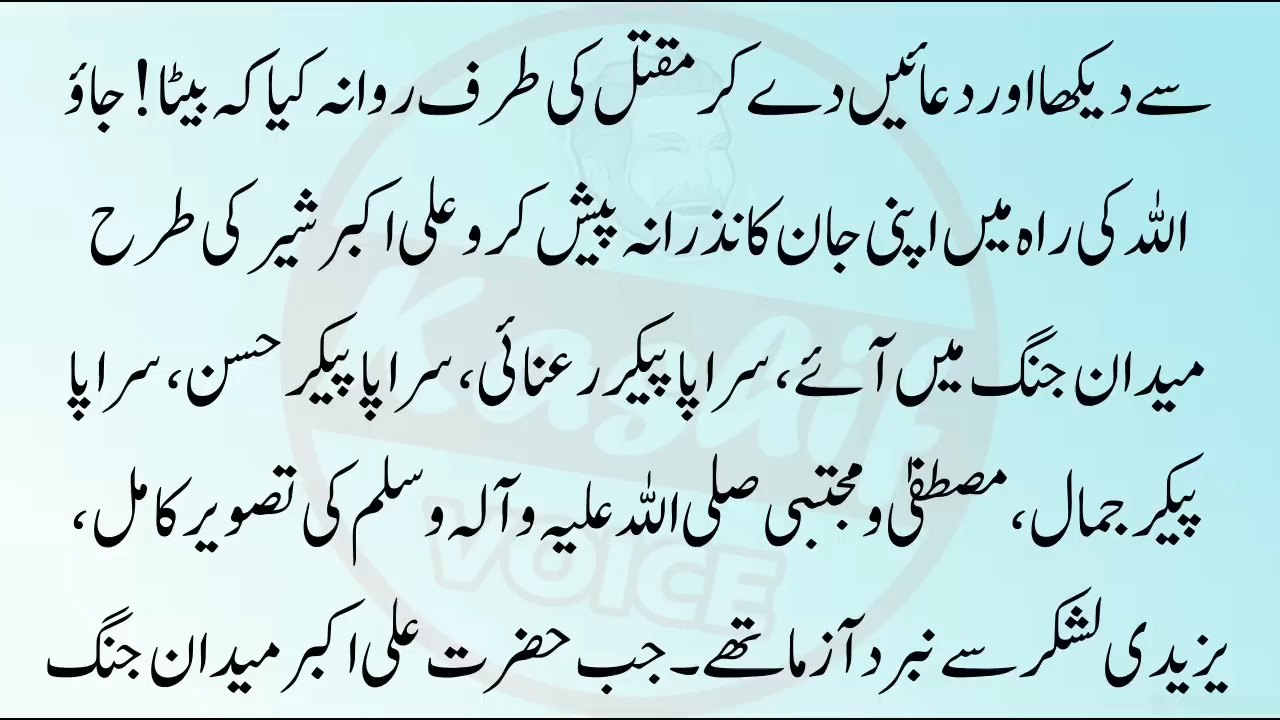 سے دیکھا اور دعائیں دے کر مقتل کی طرف روانہ کیا کہ بیٹا! جاؤ
اللہ کی راہ میں اپنی جان کا نذرانہ پیش کرو علی اکبر شیر کی طرح
میدان جنگ میں آئے، سراپا پیکر رعنائی، سراپا پیکر حسن، سراپا
پیکر جمال، مصطفٰی و مجتبی صلی اللہ علیہ وآلہ وسلم کی تصویر کامل،
یزیدی لشکر سے نبرد آزما تھے۔ جب حضرت علی اکبر میدان جنگ
Kashif
VOICE